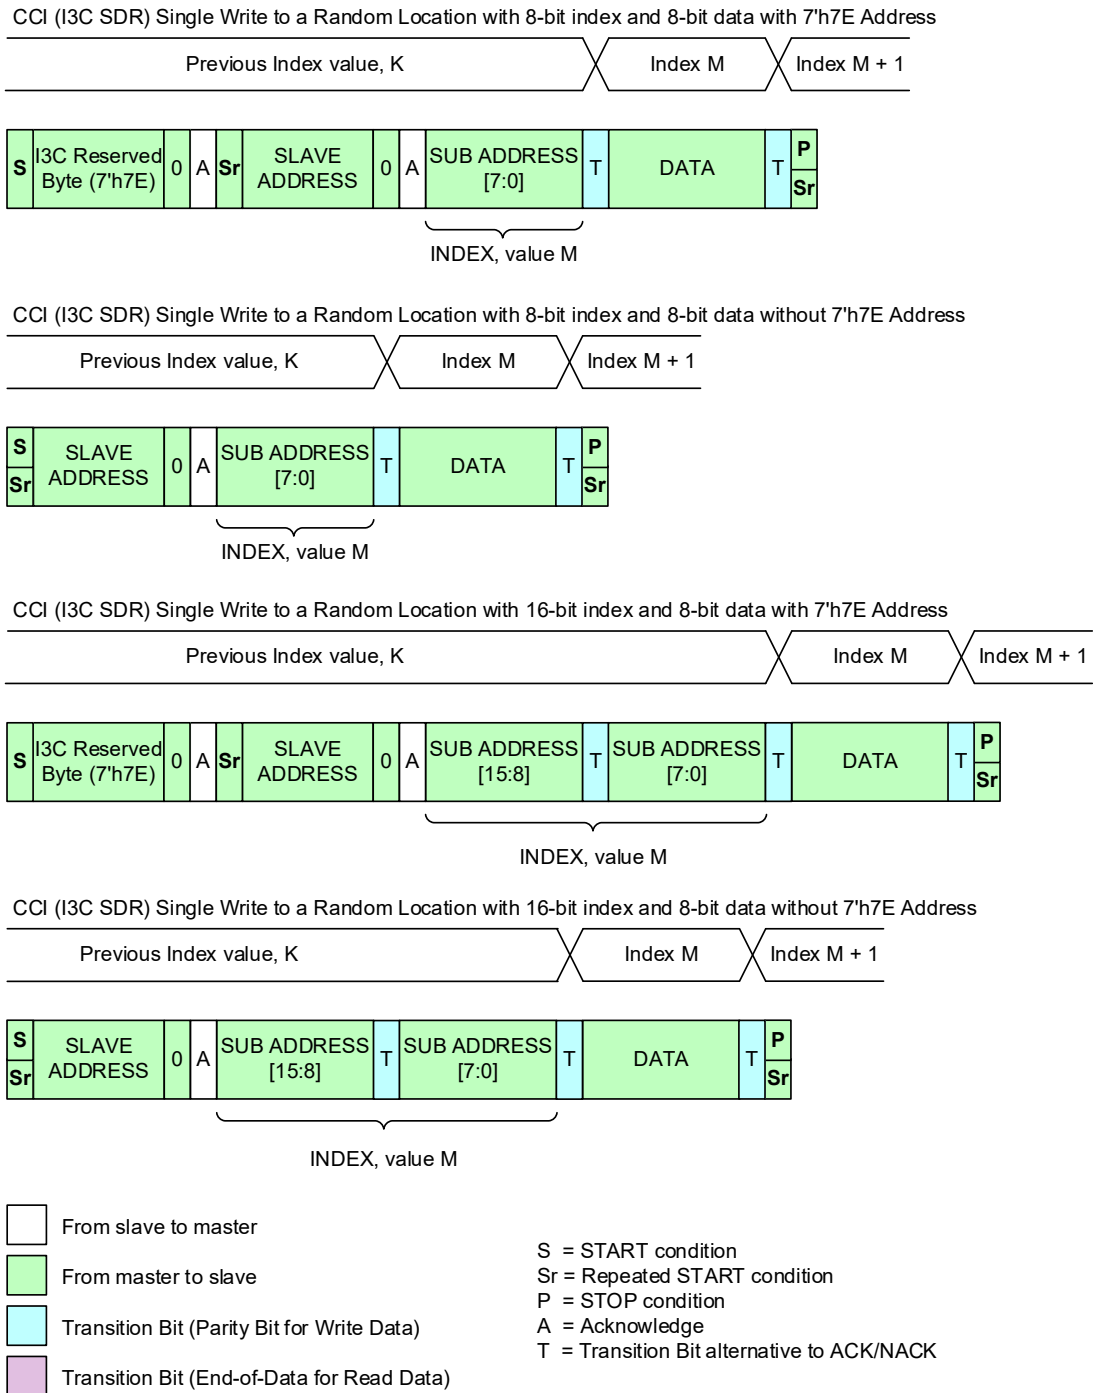 CCI (I3C SDR) Single Write to a Random Location with 8-bit index and 8-bit data with 7'h7E Address
Previous Index value, K
Index M
Index M + 1
S
I3C Reserved
Byte (7'h7E)
0
A
Sr
SLAVE
ADDRESS
0
A
SUB ADDRESS
[7:0]
T
DATA
T
P
Sr
INDEX, value M
CCI (I3C SDR) Single Write to a Random Location with 8-bit index and 8-bit data without 7'h7E Address
Previous Index value, K
Index M
Index M + 1
S
Sr
SLAVE
ADDRESS
0
A
SUB ADDRESS
[7:0]
T
DATA
T
P
Sr
INDEX, value M
CCI (I3C SDR) Single Write to a Random Location with 16-bit index and 8-bit data with 7'h7E Address
Previous Index value, K
Index M
Index M + 1
S
I3C Reserved
Byte (7'h7E)
0
A
Sr
SLAVE
ADDRESS
0
A
SUB ADDRESS
[15:8]
T
SUB ADDRESS
[7:0]
T
DATA
T
P
Sr
INDEX, value M
CCI (I3C SDR) Single Write to a Random Location with 16-bit index and 8-bit data without 7'h7E Address
Previous Index value, K
Index M
Index M + 1
S
Sr
SLAVE
ADDRESS
0
A
SUB ADDRESS
[15:8]
T
SUB ADDRESS
[7:0]
T
DATA
T
P
Sr
INDEX, value M
From slave to master
From master to slave
Transition Bit (Parity Bit for Write Data)
Transition Bit (End-of-Data for Read Data)
S = START condition
Sr = Repeated START condition
P = STOP condition
A = Acknowledge
T = Transition Bit alternative to ACK/NACK